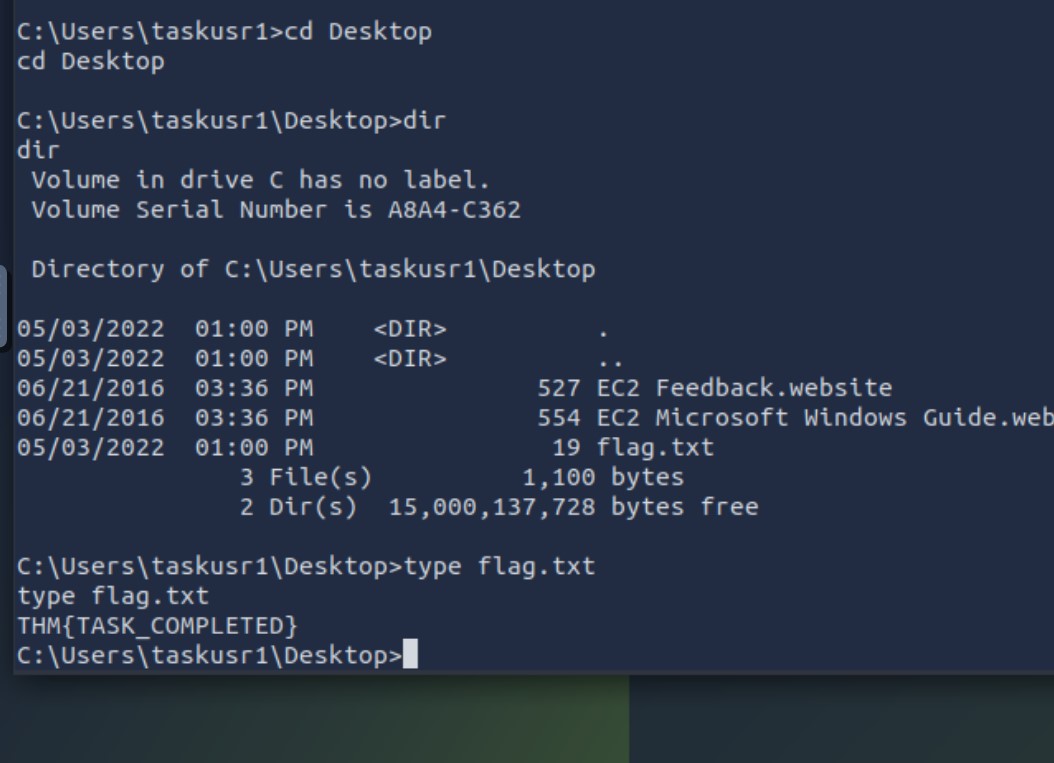 C:\Users\taskusr1>cd Desktop
cd Desktop
C:\Users\taskusr1\Desktop>dir
dir
 Volume in drive C has no label.
 Volume Serial Number is A8A4-C362
 Directory of C:\Users\taskusr1\Desktop
05/03/2022  01:00 PM    <DIR>          .
05/03/2022  01:00 PM    <DIR>          ..
06/21/2016  03:36 PM               527 EC2 Feedback.website
06/21/2016  03:36 PM               554 EC2 Microsoft Windows Guide.web
05/03/2022  01:00 PM                19 flag.txt
               3 File(s)          1,100 bytes
               2 Dir(s)  15,000,137,728 bytes free
C:\Users\taskusr1\Desktop>type flag.txt
type flag.txt
THM{TASK_COMPLETED}
C:\Users\taskusr1\Desktop>